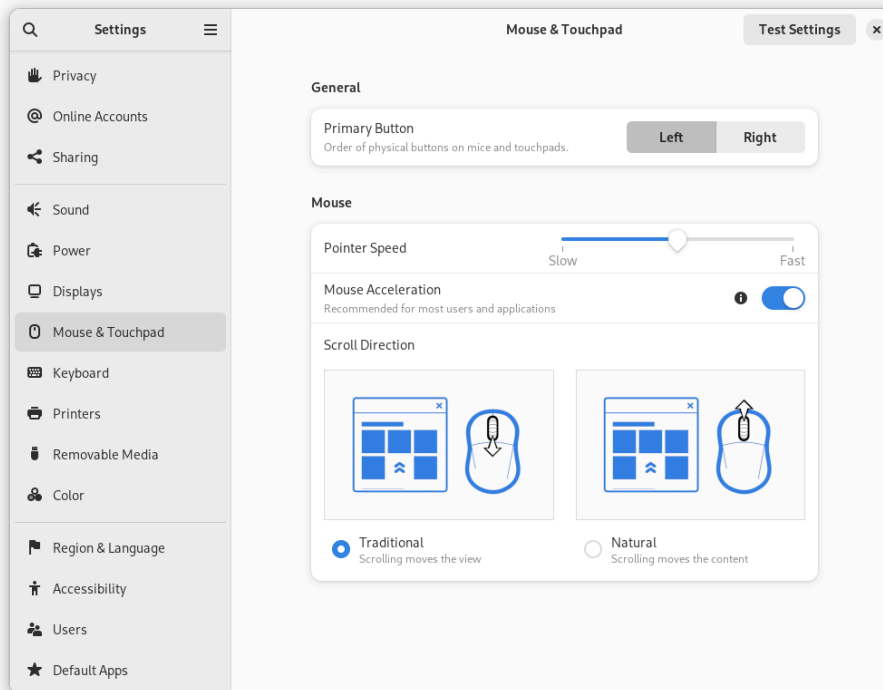 Settings
Privacy
Online Accounts
Sharing
Sound
Power
Displays
Mouse & Touchpad
Keyboard
Printers
Removable Media
Color
Region & Language
Accessibility
Users
Default Apps
Mouse & Touchpad
Test Settings
General
Primary Button
Order of physical buttons on mice and touchpads.
Left
Right
Mouse
Pointer Speed
Slow
Fast
Mouse Acceleration
Recommended for most users and applications
Scroll Direction
Traditional
Scrolling moves the view
Natural
Scrolling moves the content